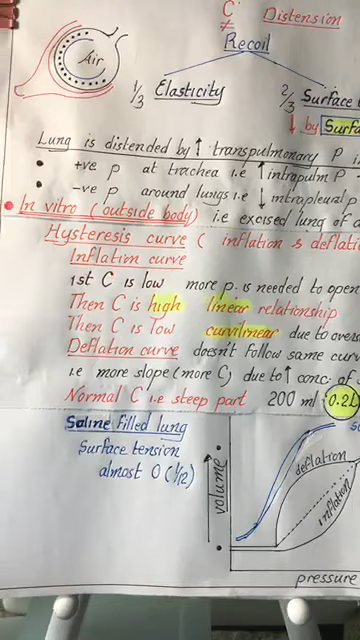 C
≠ Distension
Recoil
Air
1/3 Elasticity 2/3 Surface
↓ by Surfa
Lung is distended by ↑ transpulmonary P i
• +ve P at trachea i.e ↑ intrapulm P
• -ve P around lungs i.e ↓ intrapleural p
• In vitro (outside body) i.e excised lung of a
Hysteresis curve ( inflation & deflati
Inflation curve
1st C is low more p. is needed to open
Then C is high linear relationship
Then C is low curvilinear due to overs
Deflation curve doesn't follow same curv
i.e more slope (more C) due to ↑ conc. of
Normal C i.e steep part 200 ml 0.2L
Saline filled lung
Surface tension
almost 0 (1/12)
volume
deflation
inflation
pressure